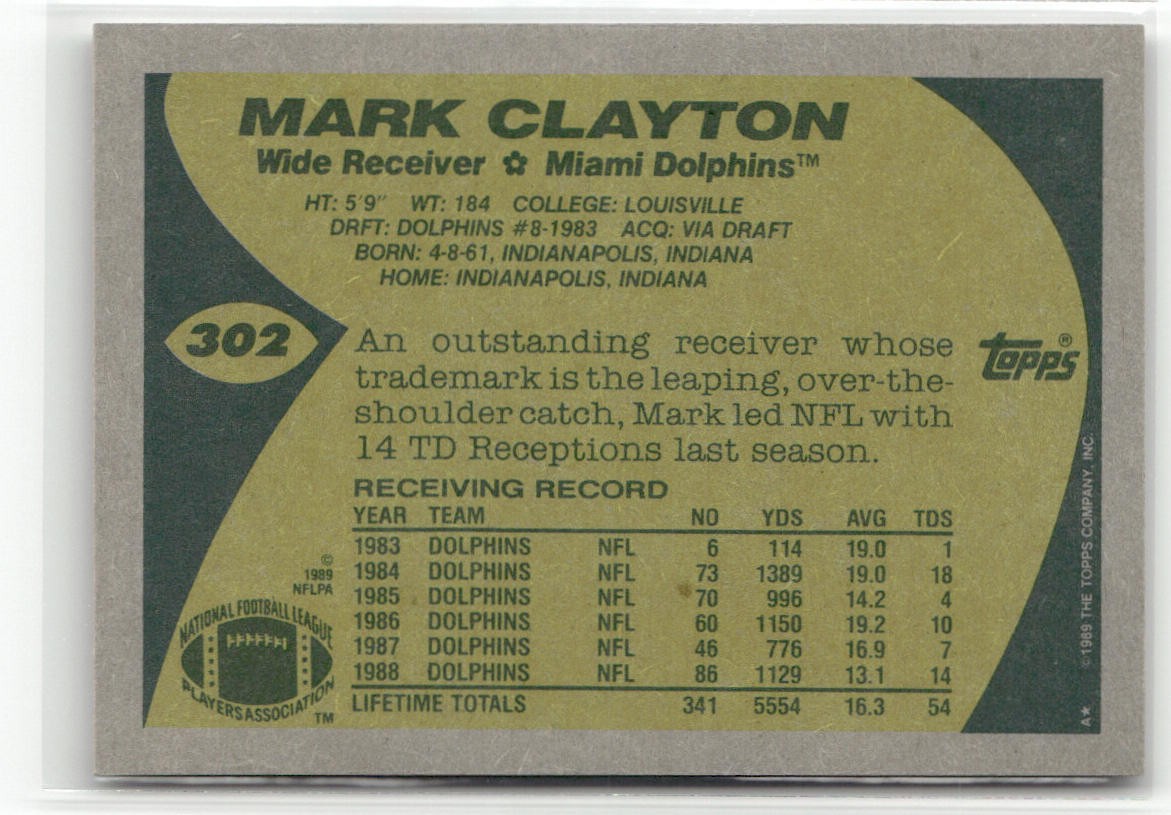 MARK CLAYTON
Wide Receiver ✿ Miami Dolphins™
HT: 5'9" WT: 184 COLLEGE: LOUISVILLE
DRFT: DOLPHINS #8-1983 ACQ: VIA DRAFT
BORN: 4-8-61, INDIANAPOLIS, INDIANA
HOME: INDIANAPOLIS, INDIANA
302
An outstanding receiver whose
trademark is the leaping, over-the-
shoulder catch, Mark led NFL with
14 TD Receptions last season.
topps®
RECEIVING RECORD
YEAR TEAM NO YDS AVG TDS
1983 DOLPHINS NFL 6 114 19.0 1
1984 DOLPHINS NFL 73 1389 19.0 18
1985 DOLPHINS NFL 70 996 14.2 4
1986 DOLPHINS NFL 60 1150 19.2 10
1987 DOLPHINS NFL 46 776 16.9 7
1988 DOLPHINS NFL 86 1129 13.1 14
LIFETIME TOTALS 341 5554 16.3 54
©
1989
NFLPA
NATIONAL FOOTBALL LEAGUE
PLAYERS ASSOCIATION
TM
©1989 THE TOPPS COMPANY, INC.
A★